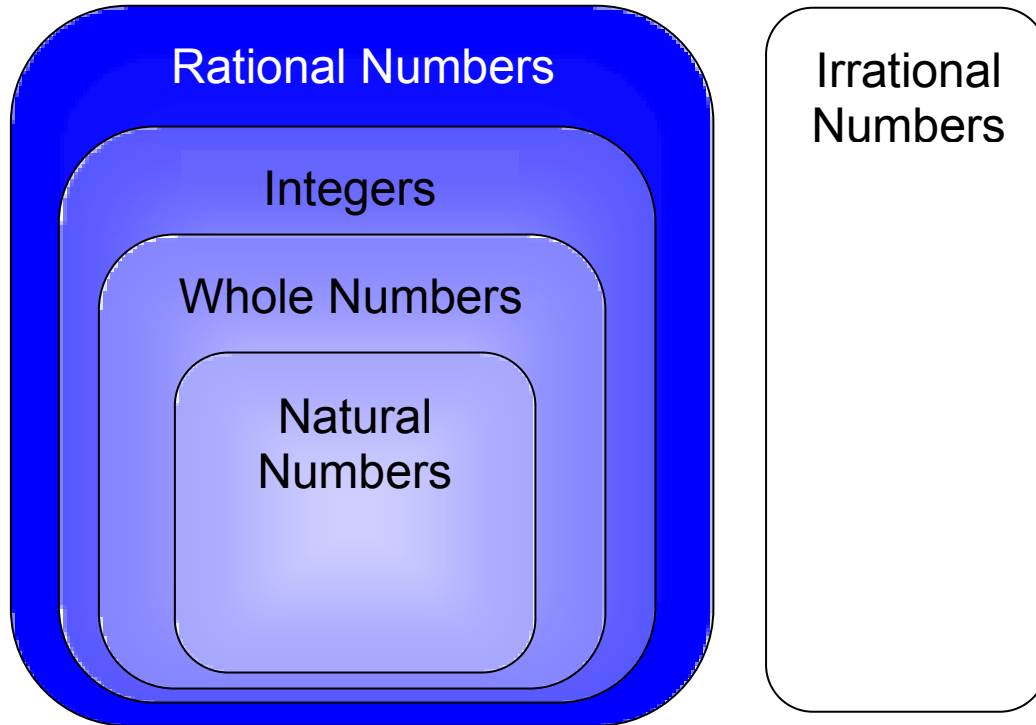 Rational Numbers
Integers
Whole Numbers
Natural
Numbers
Irrational
Numbers